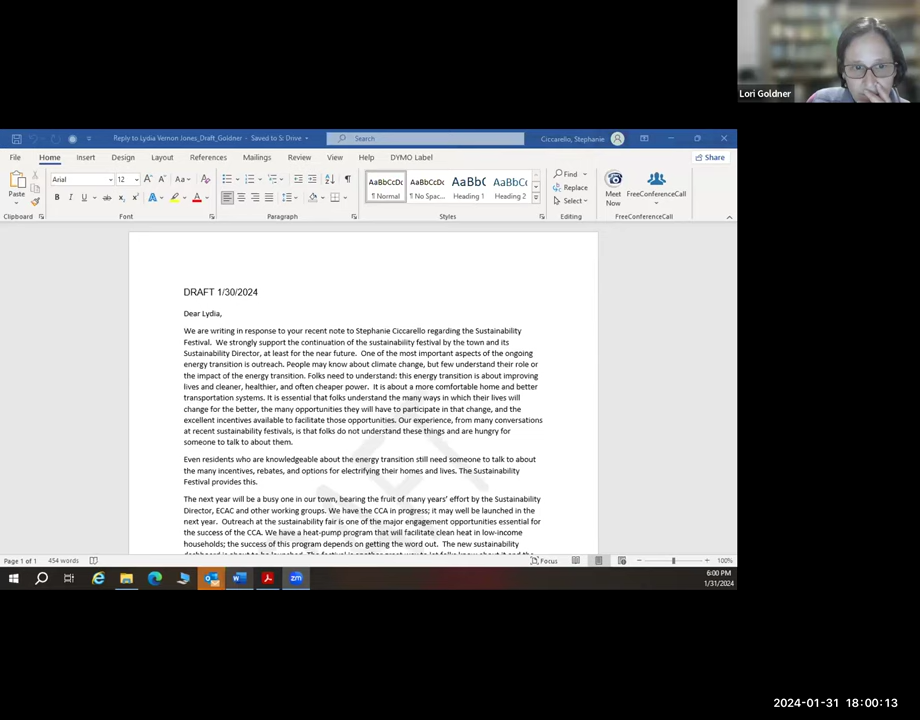 Lori Goldner
Reply to Lydia Vernon Jones_Draft_Goldner - Saved to S: Drive
Search
Ciccarello, Stephanie
File Home Insert Design Layout References Mailings Review View Help DYMO Label
Share
Paste
Arial
12
Clipboard
Font
Paragraph
AaBbCcDc
¶ Normal
AaBbCcDc
¶ No Spac...
AaBbC
Heading 1
AaBbCc
Heading 2
Styles
Find
Replace
Select
Editing
Meet
Now
FreeConferenceCall
FreeConferenceCall
DRAFT 1/30/2024
Dear Lydia,
We are writing in response to your recent note to Stephanie Ciccarello regarding the Sustainability
Festival. We strongly support the continuation of the sustainability festival by the town and its
Sustainability Director, at least for the near future. One of the most important aspects of the ongoing
energy transition is outreach. People may know about climate change, but few understand their role or
the impact of the energy transition. Folks need to understand: this energy transition is about improving
lives and cleaner, healthier, and often cheaper power. It is about a more comfortable home and better
transportation systems. It is essential that folks understand the many ways in which their lives will
change for the better, the many opportunities they will have to participate in that change, and the
excellent incentives available to facilitate those opportunities. Our experience, from many conversations
at recent sustainability festivals, is that folks do not understand these things and are hungry for
someone to talk to about them.
Even residents who are knowledgeable about the energy transition still need someone to talk to about
the many incentives, rebates, and options for electrifying their homes and lives. The Sustainability
Festival provides this.
The next year will be a busy one in our town, bearing the fruit of many years' effort by the Sustainability
Director, ECAC and other working groups. We have the CCA in progress; it may well be launched in the
next year. Outreach at the sustainability fair is one of the major engagement opportunities essential for
the success of the CCA. We have a heat-pump program that will facilitate clean heat in low-income
households; the success of this program depends on getting the word out. The new sustainability
Page 1 of 1 454 words
Focus
100%
6:00 PM
1/31/2024
2024-01-31 18:00:13